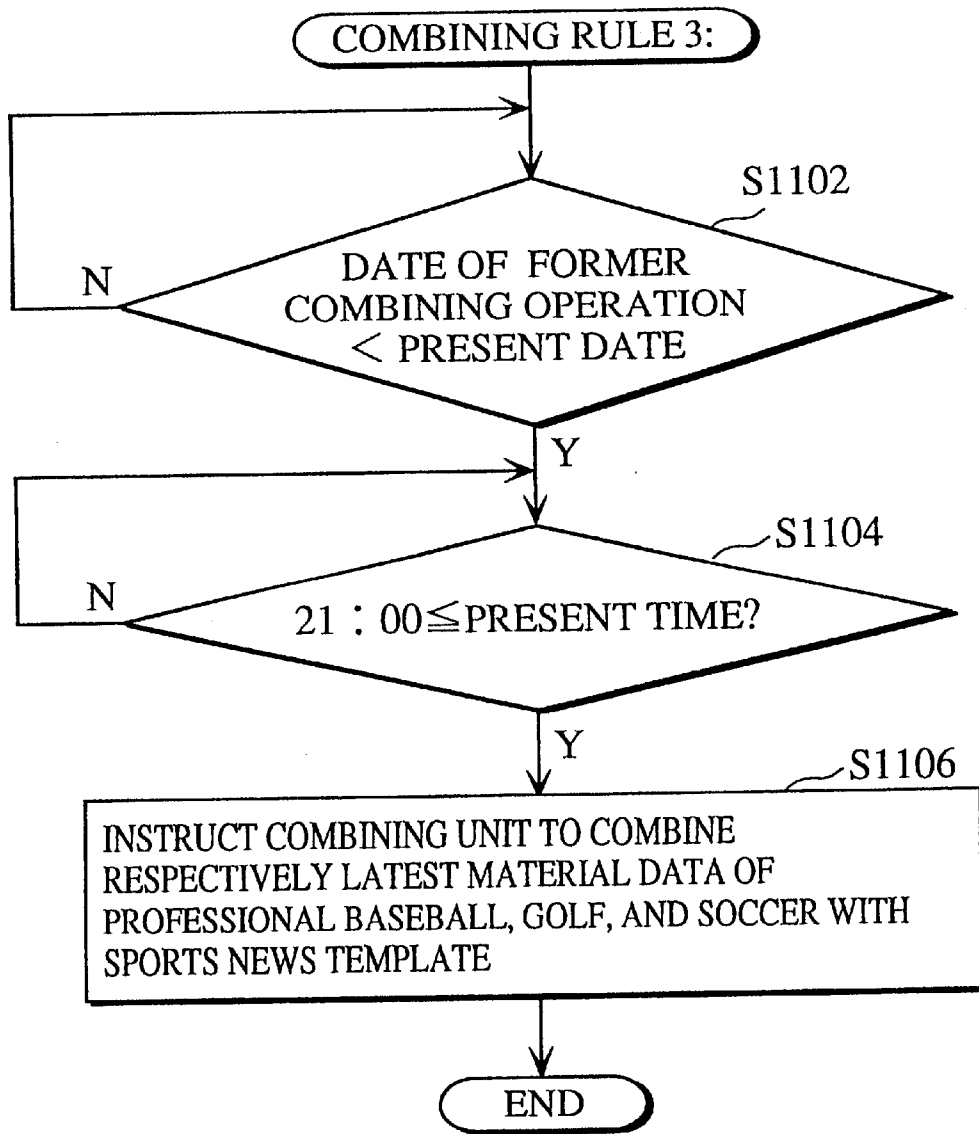 COMBINING RULE 3:
S1102
DATE OF FORMER
COMBINING OPERATION
< PRESENT DATE
N
Y
S1104
21:00≦PRESENT TIME?
N
Y
S1106
INSTRUCT COMBINING UNIT TO COMBINE
RESPECTIVELY LATEST MATERIAL DATA OF
PROFESSIONAL BASEBALL, GOLF, AND SOCCER WITH
SPORTS NEWS TEMPLATE
END